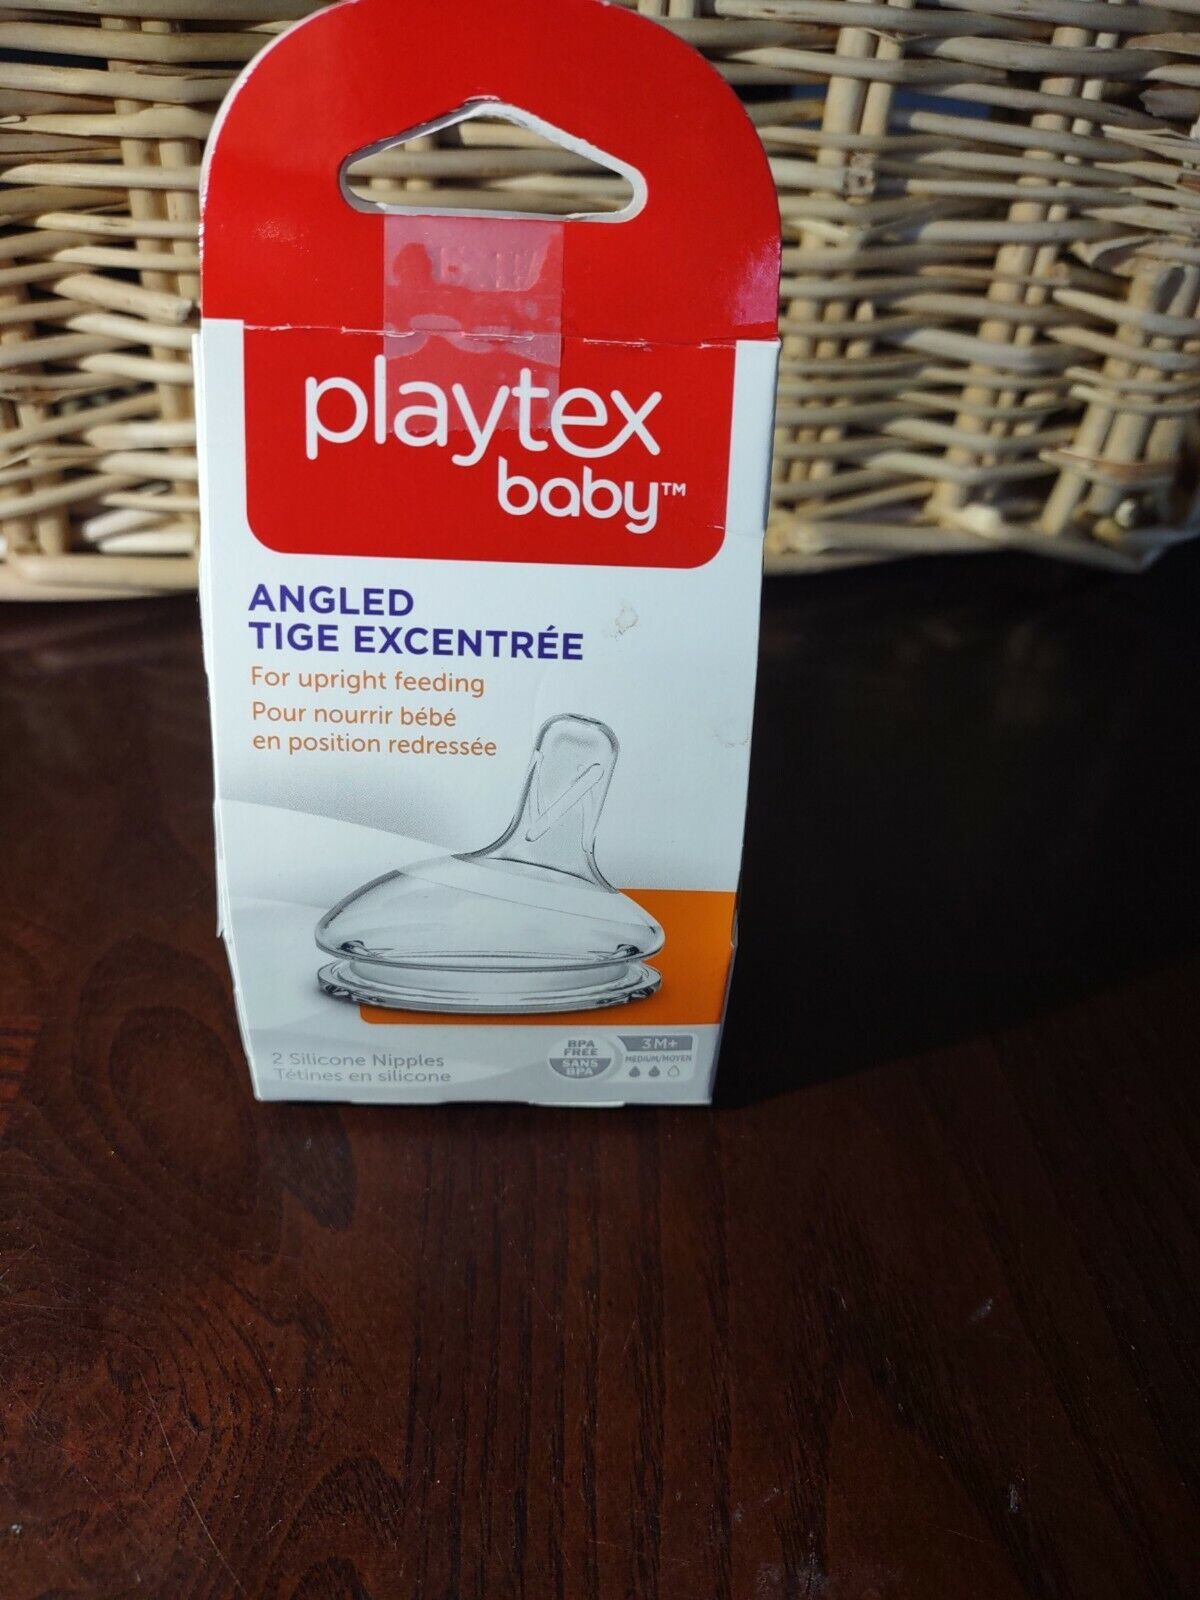 playtex
baby™
ANGLED
TIGE EXCENTRÉE
For upright feeding
Pour nourrir bébé
en position redressée
2 Silicone Nipples
Tétines en silicone
BPA
FREE
SANS
BPA
3M+
MEDIUM/MOYEN